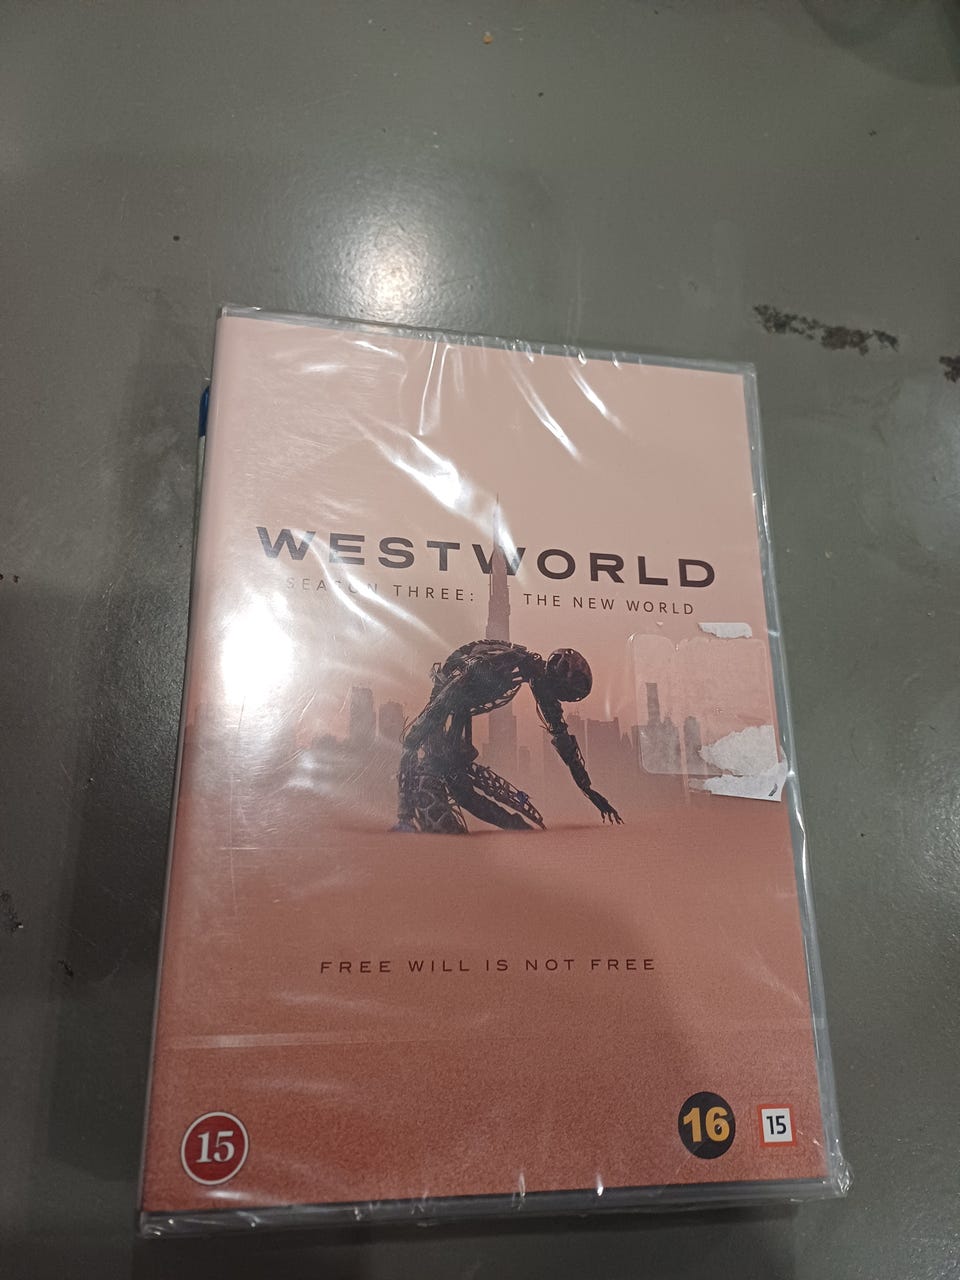 WESTWORLD
SEASON THREE: THE NEW WORLD
FREE WILL IS NOT FREE
15 16 15